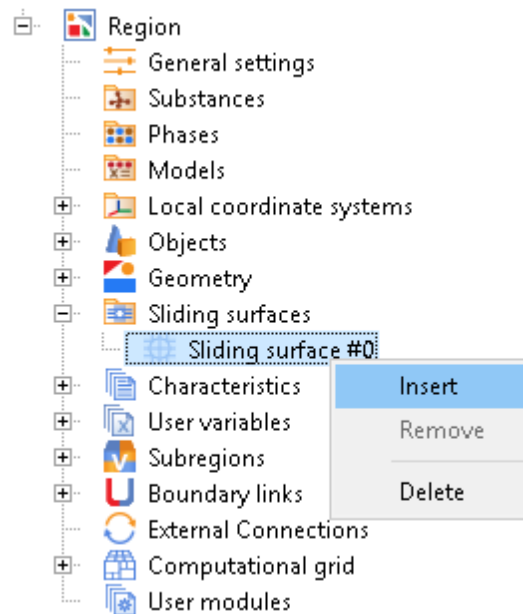 Region
General settings
Substances
Phases
Models
Local coordinate systems
Objects
Geometry
Sliding surfaces
Sliding surface #0
Characteristics
Insert
User variables
Remove
Subregions
Boundary links
Delete
External Connections
Computational grid
User modules